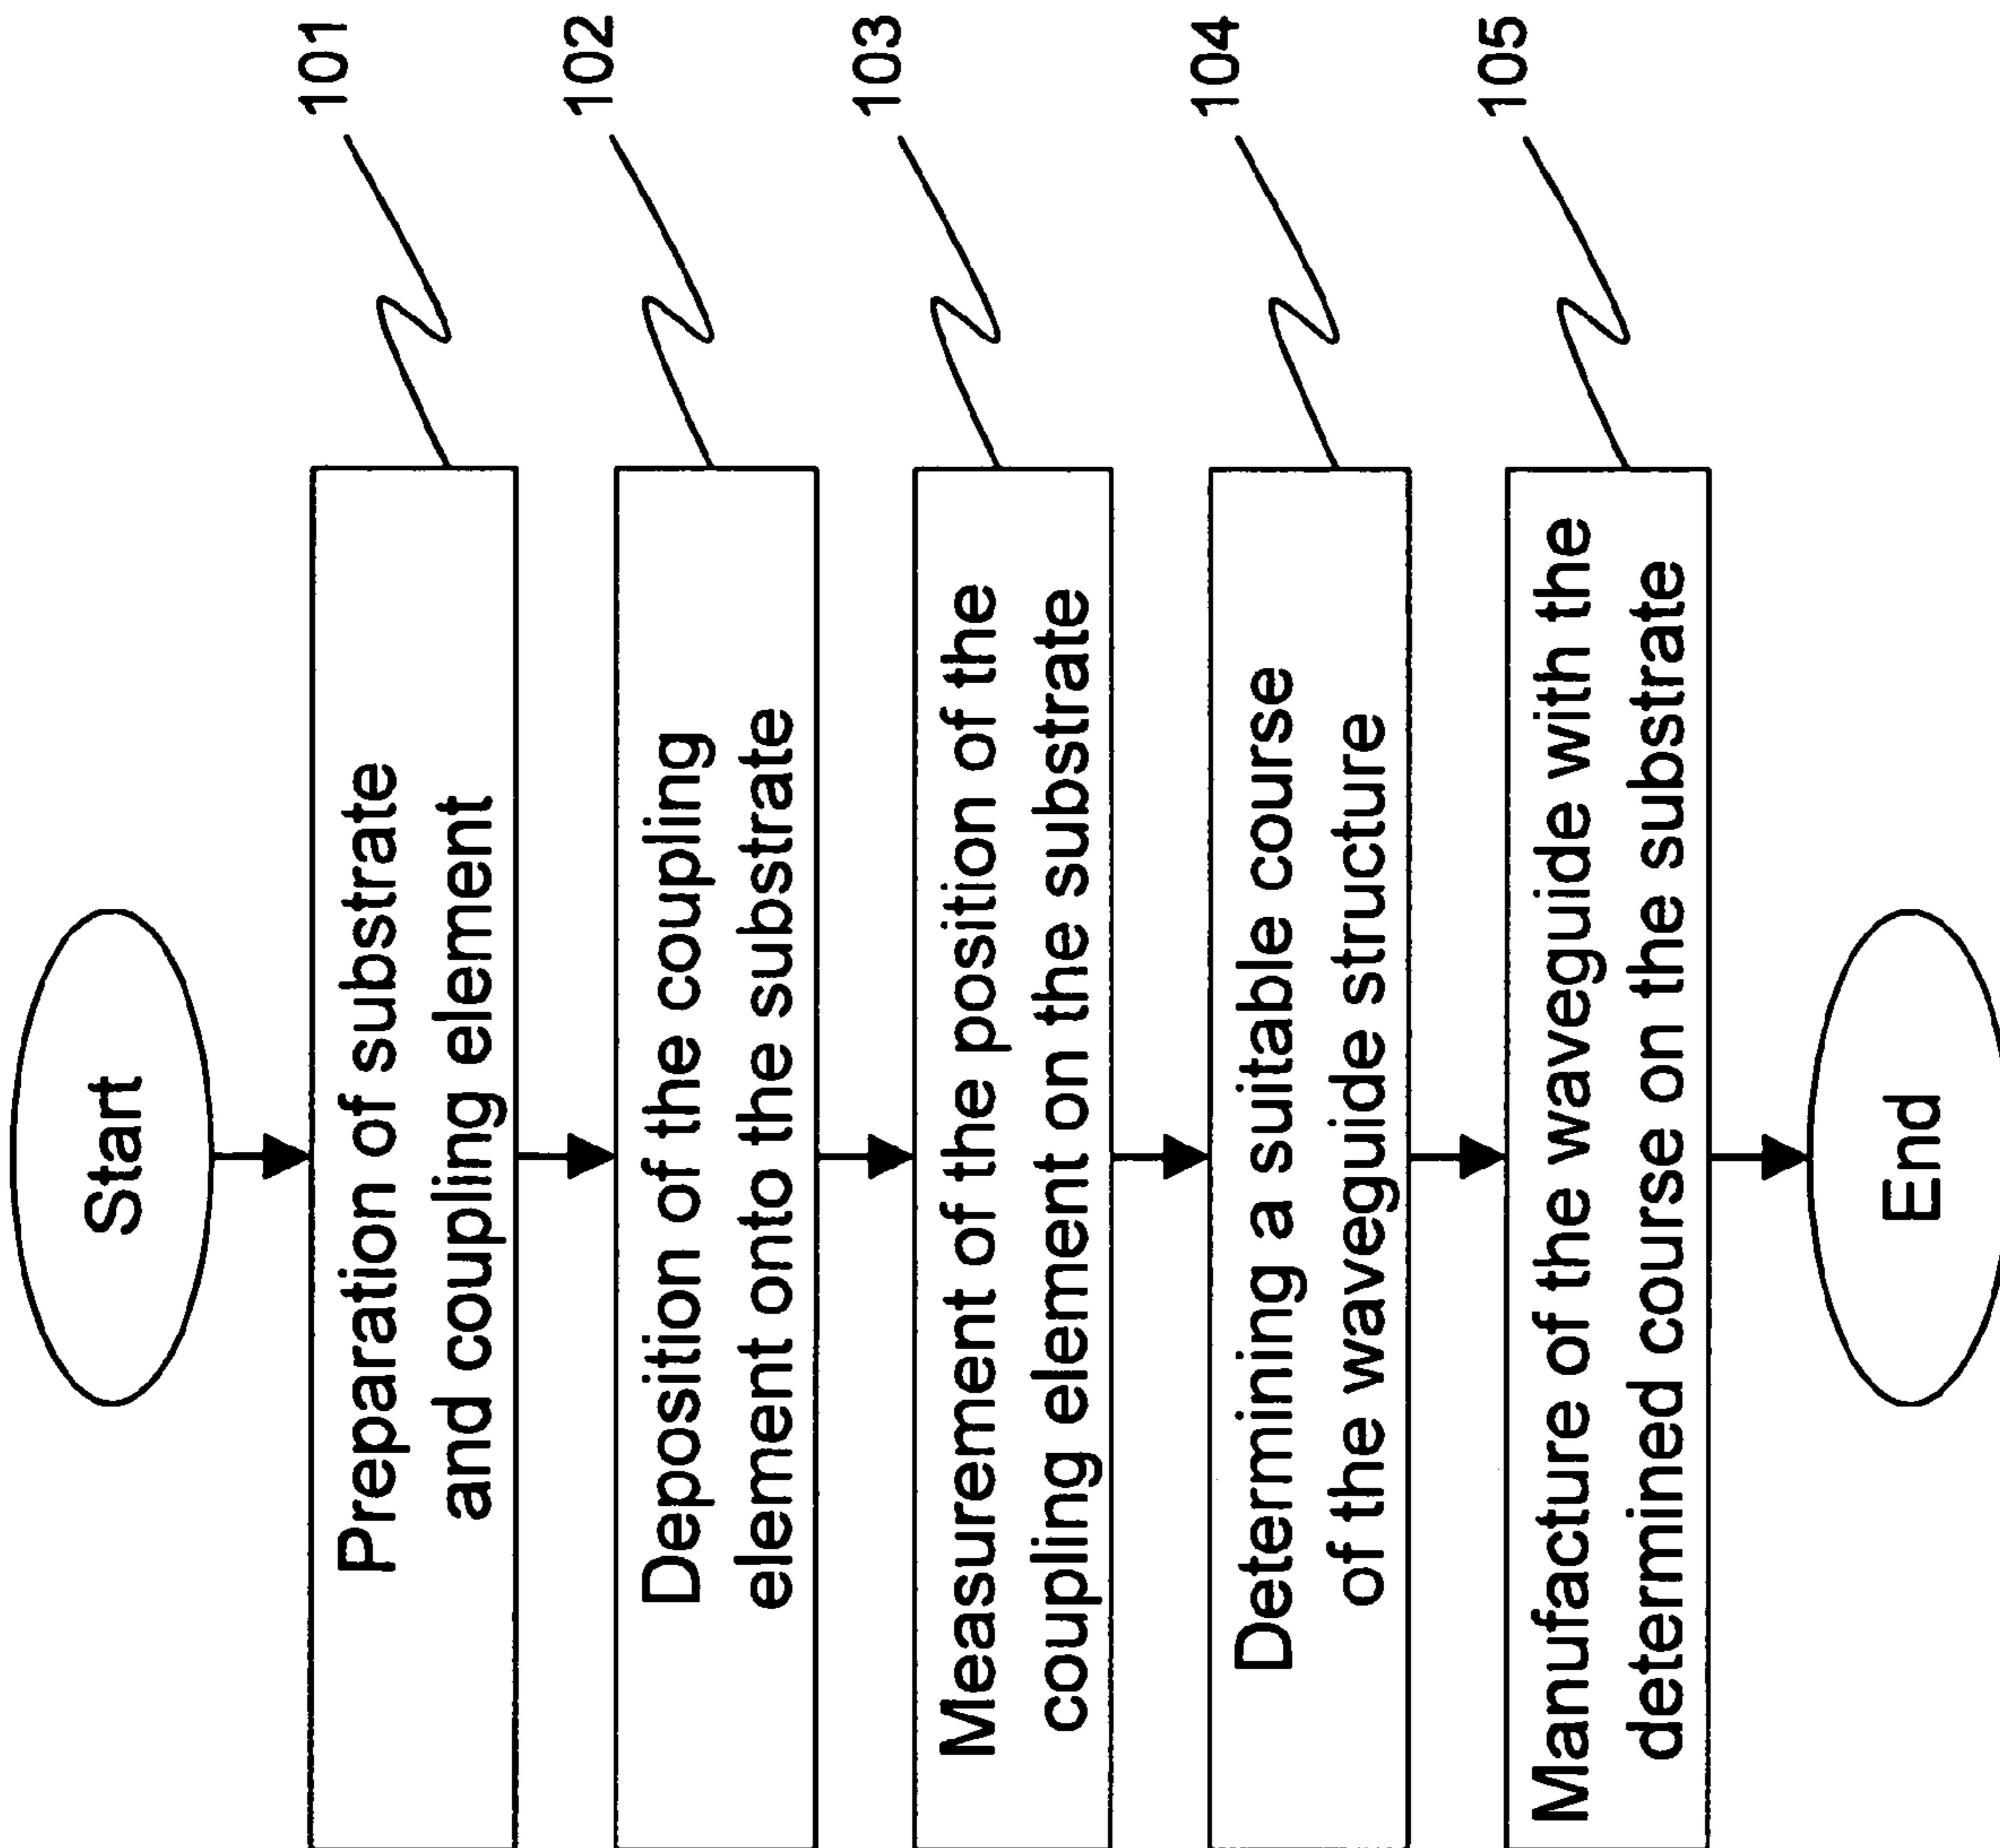 Start
Preparation of substrate
and coupling element
101
Deposition of the coupling
element onto the substrate
102
Measurement of the position of the
coupling element on the substrate
103
Determining a suitable course
of the waveguide structure
104
Manufacture of the waveguide with the
determined course on the substrate
105
End